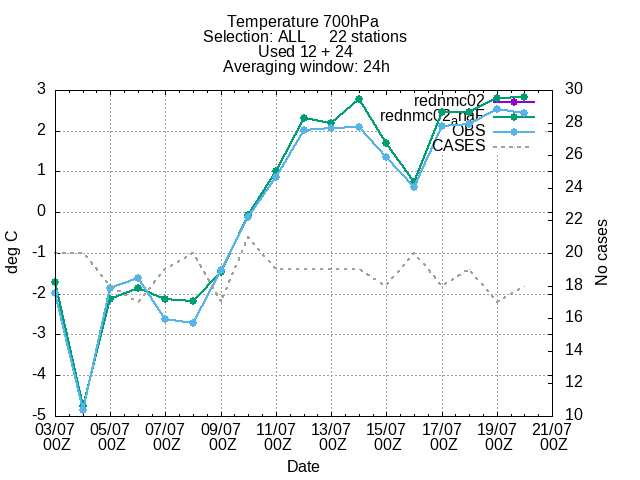 Temperature 700hPa
Selection: ALL 22 stations
Used 12 + 24
Averaging window: 24h
rednmc02
OBS
CASES
3
2
1
0
-1
-2
-3
-4
-5
deg C
30
28
26
24
22
20
18
16
14
12
10
No cases
03/07 05/07 07/07 09/07 11/07 13/07 15/07 17/07 19/07 21/07
00Z 00Z 00Z 00Z 00Z 00Z 00Z 00Z 00Z 00Z
Date